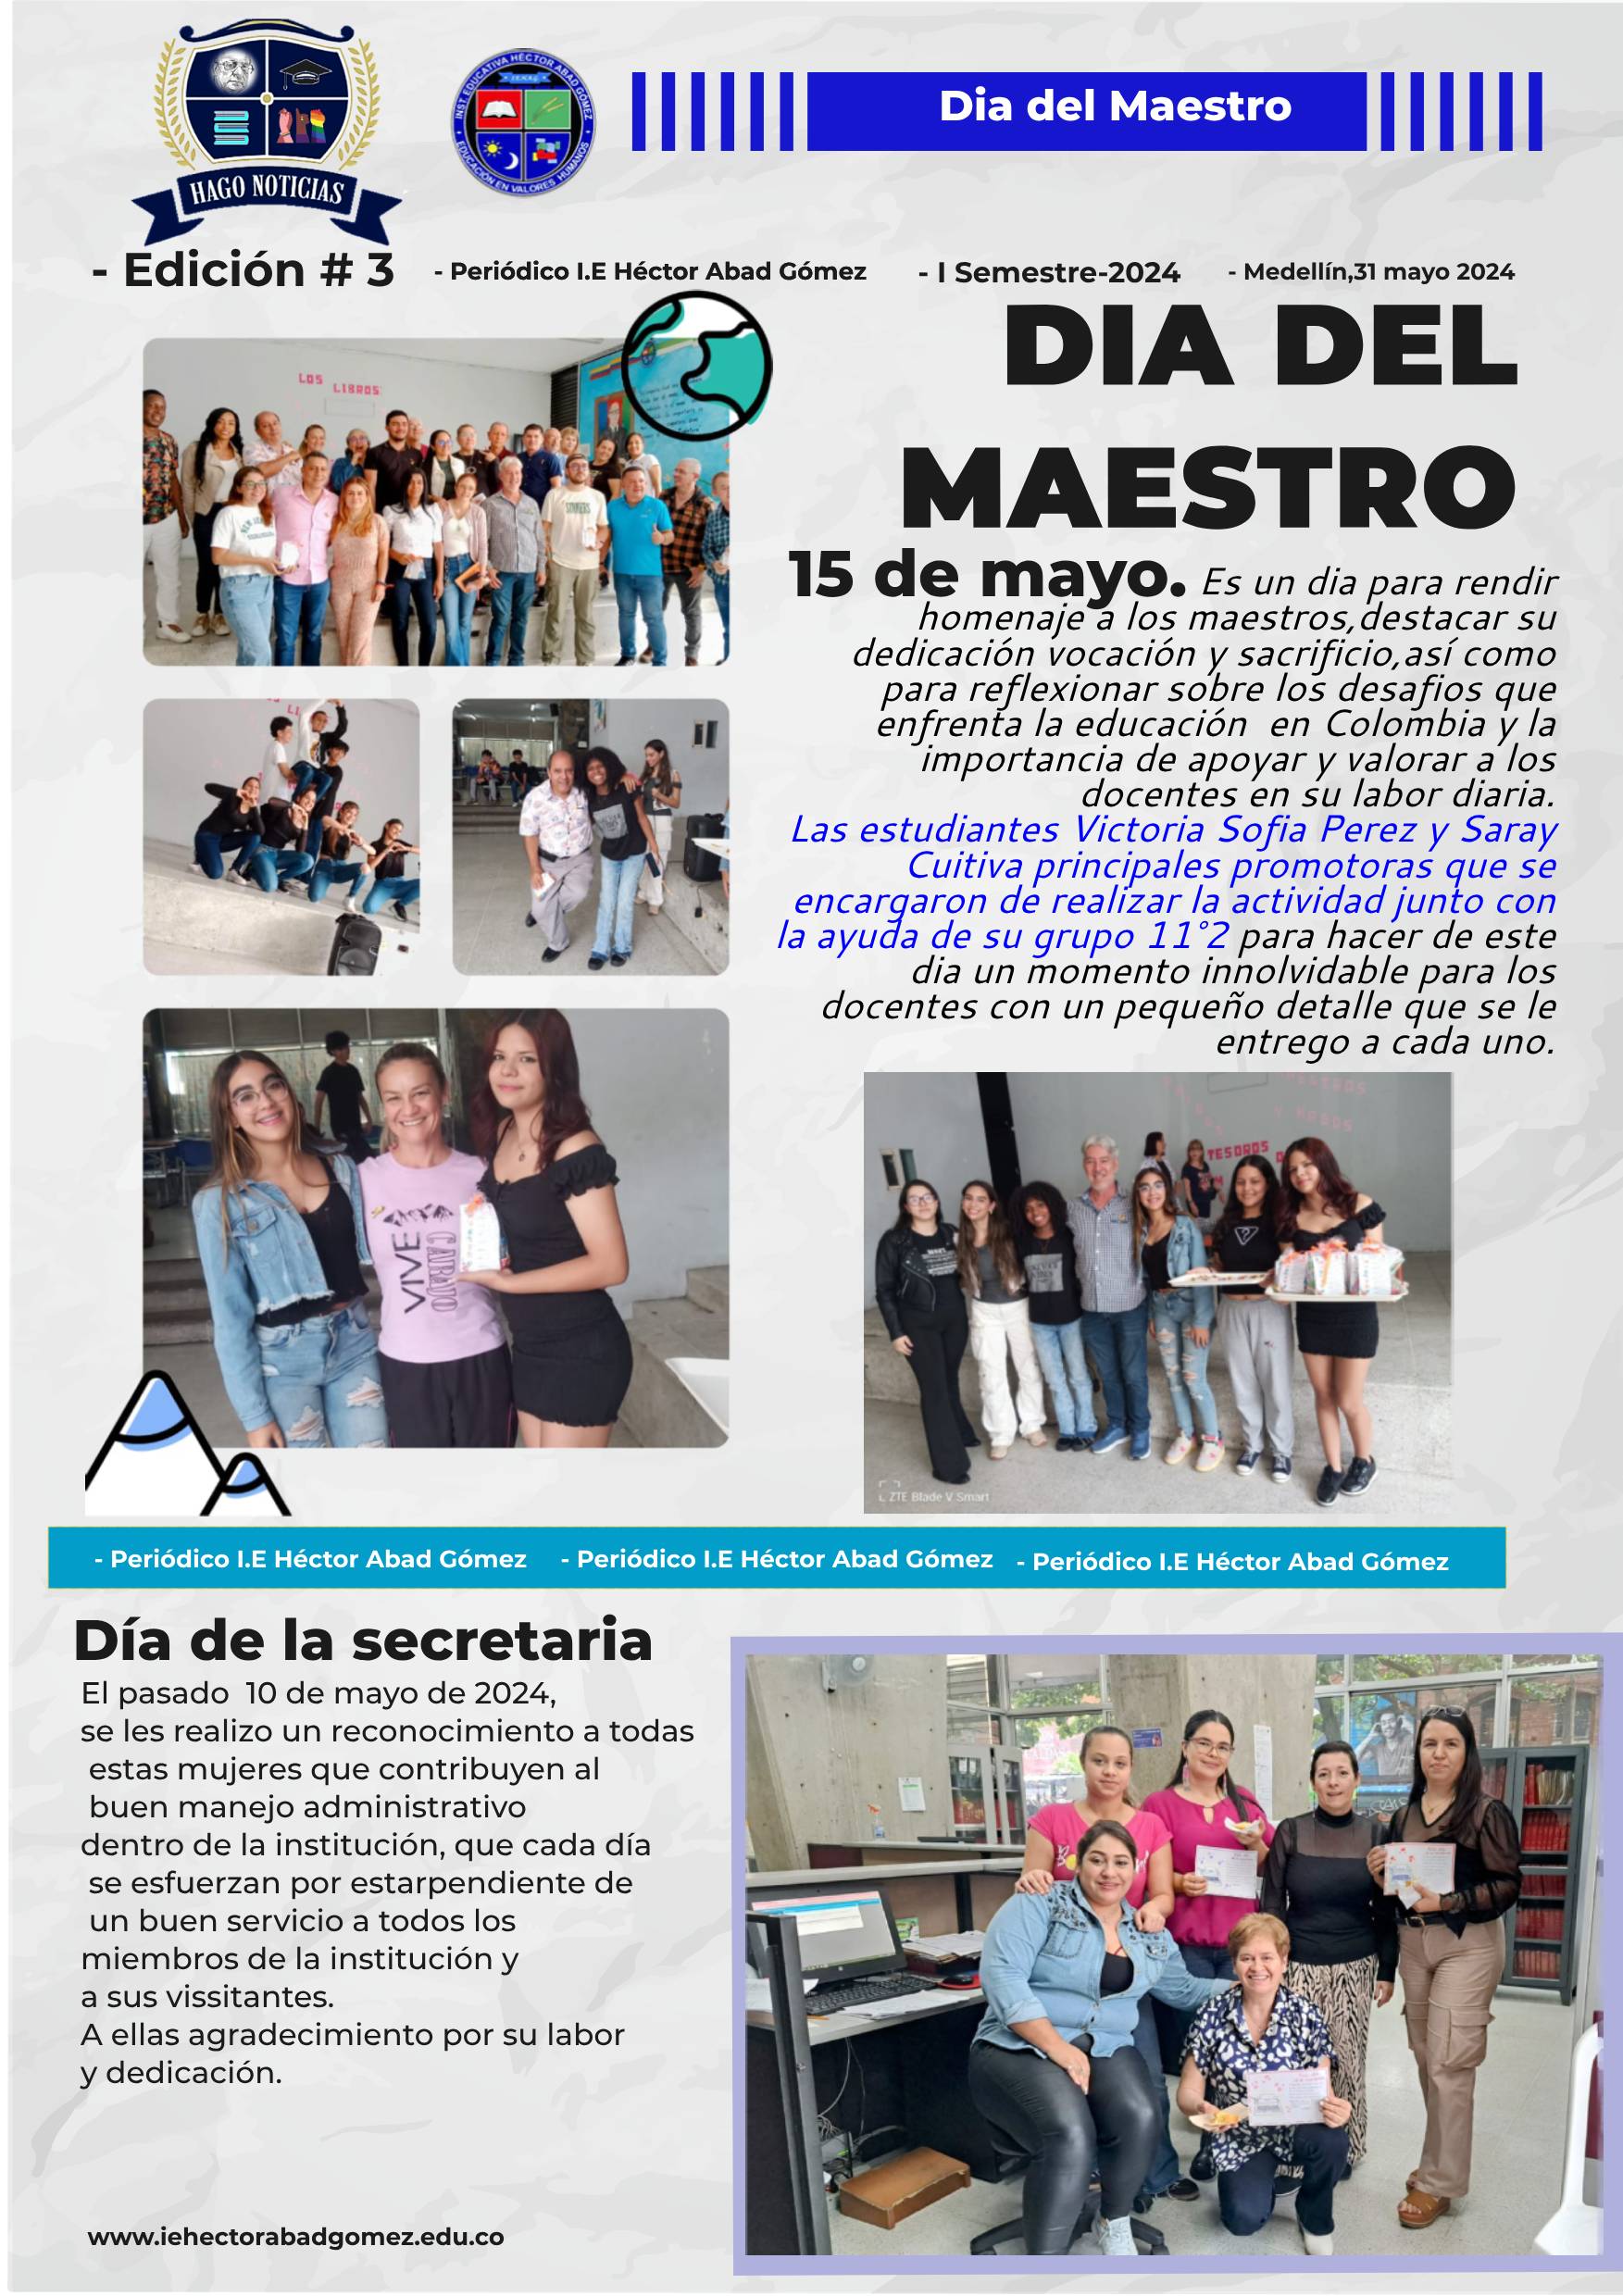 HAGO NOTICIAS
INST. EDUCATIVA HÉCTOR ABAD GÓMEZ
EDUCACIÓN EN VALORES HUMANOS
Dia del Maestro
- Edición # 3
- Periódico I.E Héctor Abad Gómez
- I Semestre-2024
- Medellín,31 mayo 2024
DIA DEL
MAESTRO
LOS LIBROS
15 de mayo. Es un dia para rendir
homenaje a los maestros,destacar su
dedicación vocación y sacrificio,así como
para reflexionar sobre los desafios que
enfrenta la educación  en Colombia y la
importancia de apoyar y valorar a los
docentes en su labor diaria.
Las estudiantes Victoria Sofia Perez y Saray
Cuitiva principales promotoras que se
encargaron de realizar la actividad junto con
la ayuda de su grupo 11°2 para hacer de este
dia un momento innolvidable para los
docentes con un pequeño detalle que se le
entrego a cada uno.
VIVE
CARAJO
TESOROS
ZTE Blade V Smart
- Periódico I.E Héctor Abad Gómez - Periódico I.E Héctor Abad Gómez - Periódico I.E Héctor Abad Gómez
Día de la secretaria
El pasado  10 de mayo de 2024,
se les realizo un reconocimiento a todas
estas mujeres que contribuyen al
buen manejo administrativo
dentro de la institución, que cada día
se esfuerzan por estarpendiente de
un buen servicio a todos los
miembros de la institución y
a sus vissitantes.
A ellas agradecimiento por su labor
y dedicación.
www.iehectorabadgomez.edu.co